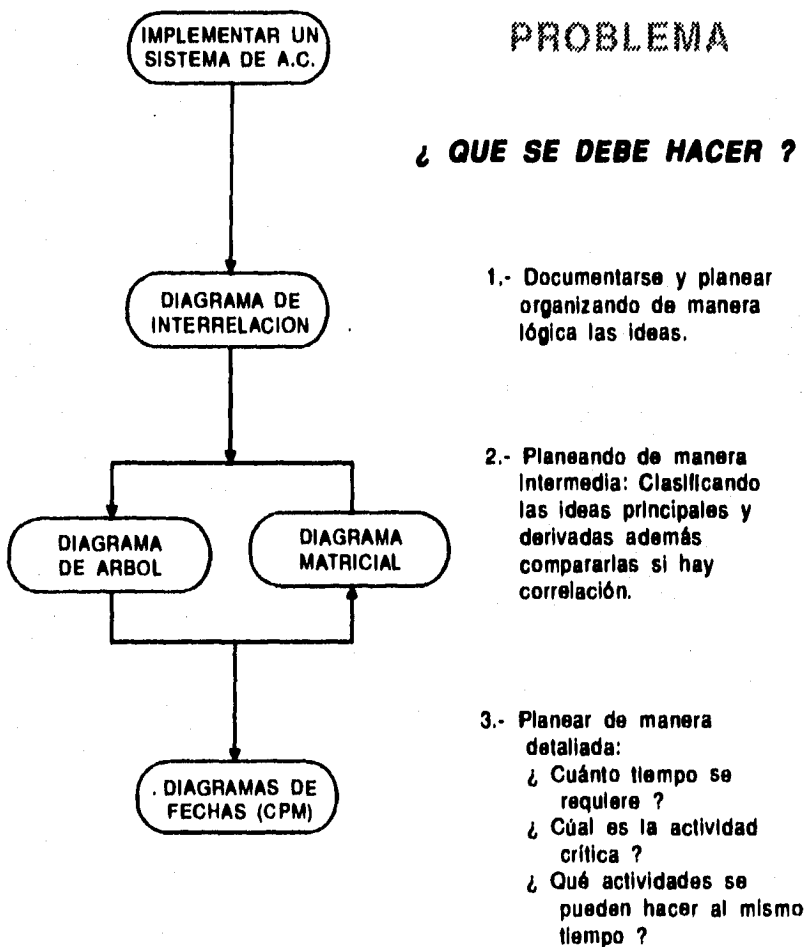 IMPLEMENTAR UN
SISTEMA DE A.C.
PROBLEMA
¿ QUE SE DEBE HACER ?
DIAGRAMA DE
INTERRELACION
1.- Documentarse y planear
organizando de manera
lógica las ideas.
DIAGRAMA
DE ARBOL
DIAGRAMA
MATRICIAL
2.- Planeando de manera
Intermedia: Clasificando
las ideas principales y
derivadas además
compararlas si hay
correlación.
. DIAGRAMAS DE
FECHAS (CPM)
3.- Planear de manera
detallada:
¿ Cuánto tiempo se
requiere ?
¿ Cúal es la actividad
crítica ?
¿ Qué actividades se
pueden hacer al mismo
tiempo ?